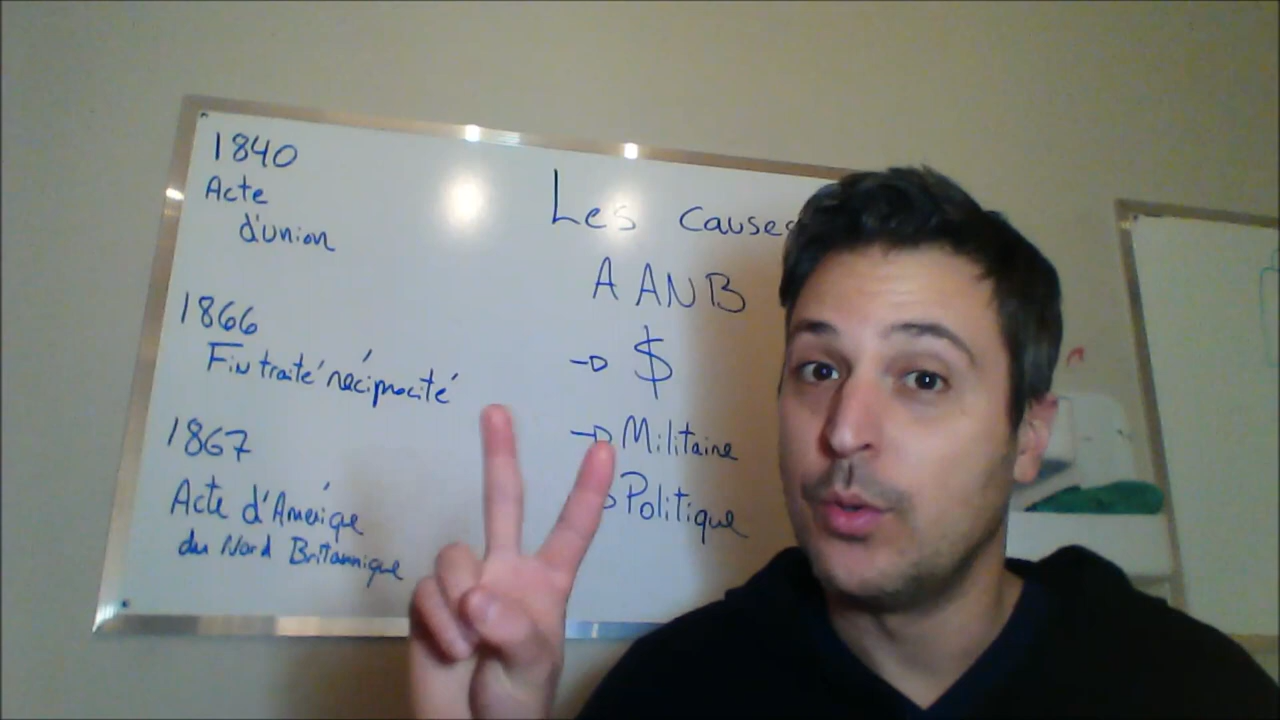 1840
Acte
d'union
1866
Fin traité réciprocité
1867
Acte d'Amérique
du Nord Britannique
Les causes
AANB
→ $
→ Militaire
Politique